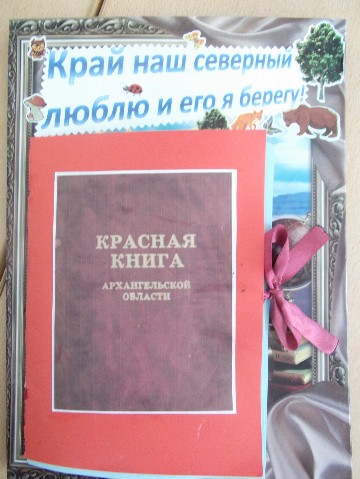 Край наш северный
люблю и его я берегу!
КРАСНАЯ
КНИГА
АРХАНГЕЛЬСКОЙ
ОБЛАСТИ